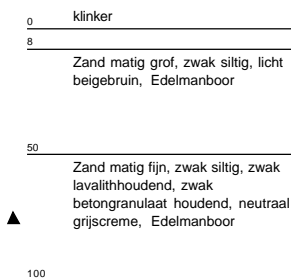 klinker
0
8
Zand matig grof, zwak siltig, licht
beigebruin, Edelmanboor
50
Zand matig fijn, zwak siltig, zwak
lavalithhoudend, zwak
betongranulaat houdend, neutraal
grijscreme, Edelmanboor
100